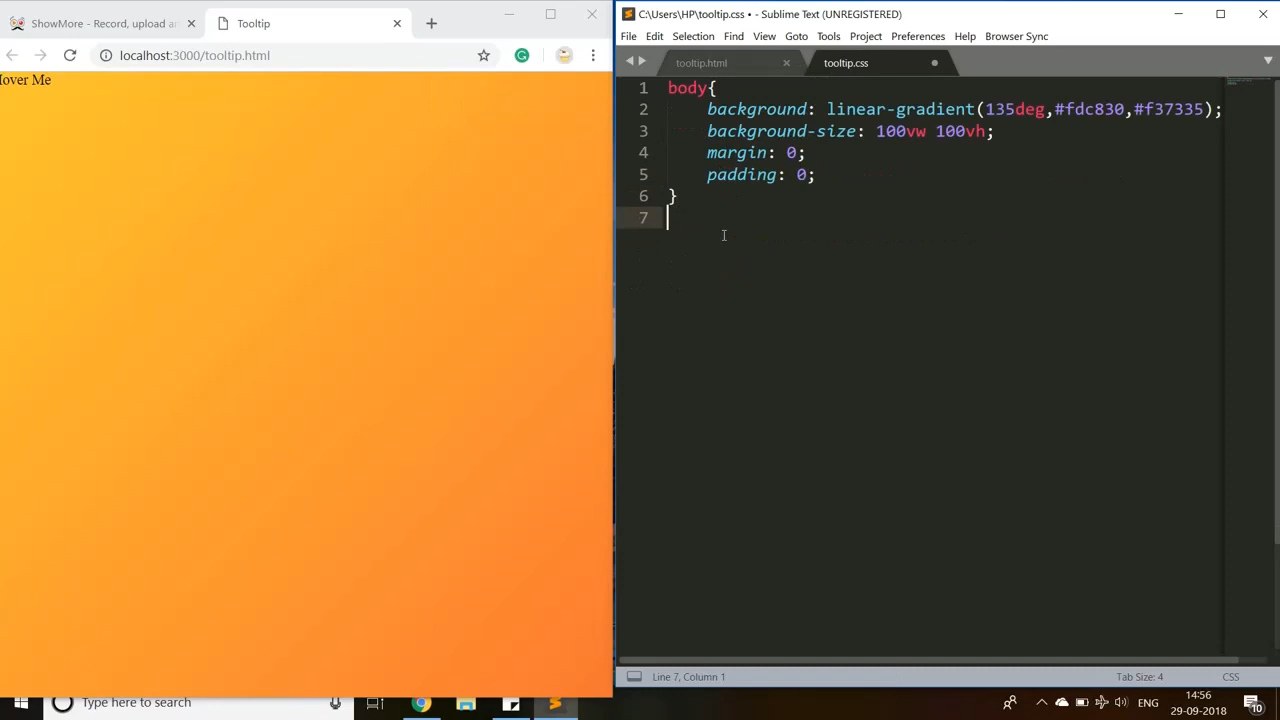 ShowMore - Record, upload an
Tooltip
localhost:3000/tooltip.html
Hover Me
C:\Users\HP\tooltip.css • - Sublime Text (UNREGISTERED)
File Edit Selection Find View Goto Tools Project Preferences Help Browser Sync
tooltip.html
tooltip.css
1 body{
2 background: linear-gradient(135deg,#fdc830,#f37335);
3 background-size: 100vw 100vh;
4 margin: 0;
5 padding: 0;
6 }
7
Line 7, Column 1
Tab Size: 4
CSS
Type here to search
ENG
14:56
29-09-2018
10